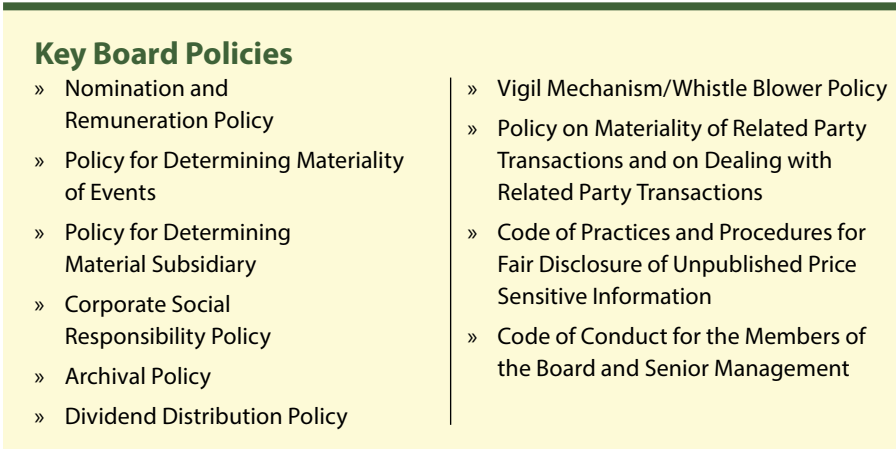 Key Board Policies
» Nomination and
Remuneration Policy
» Policy for Determining Materiality
of Events
» Policy for Determining
Material Subsidiary
» Corporate Social
Responsibility Policy
» Archival Policy
» Dividend Distribution Policy
» Vigil Mechanism/Whistle Blower Policy
» Policy on Materiality of Related Party
Transactions and on Dealing with
Related Party Transactions
» Code of Practices and Procedures for
Fair Disclosure of Unpublished Price
Sensitive Information
» Code of Conduct for the Members of
the Board and Senior Management